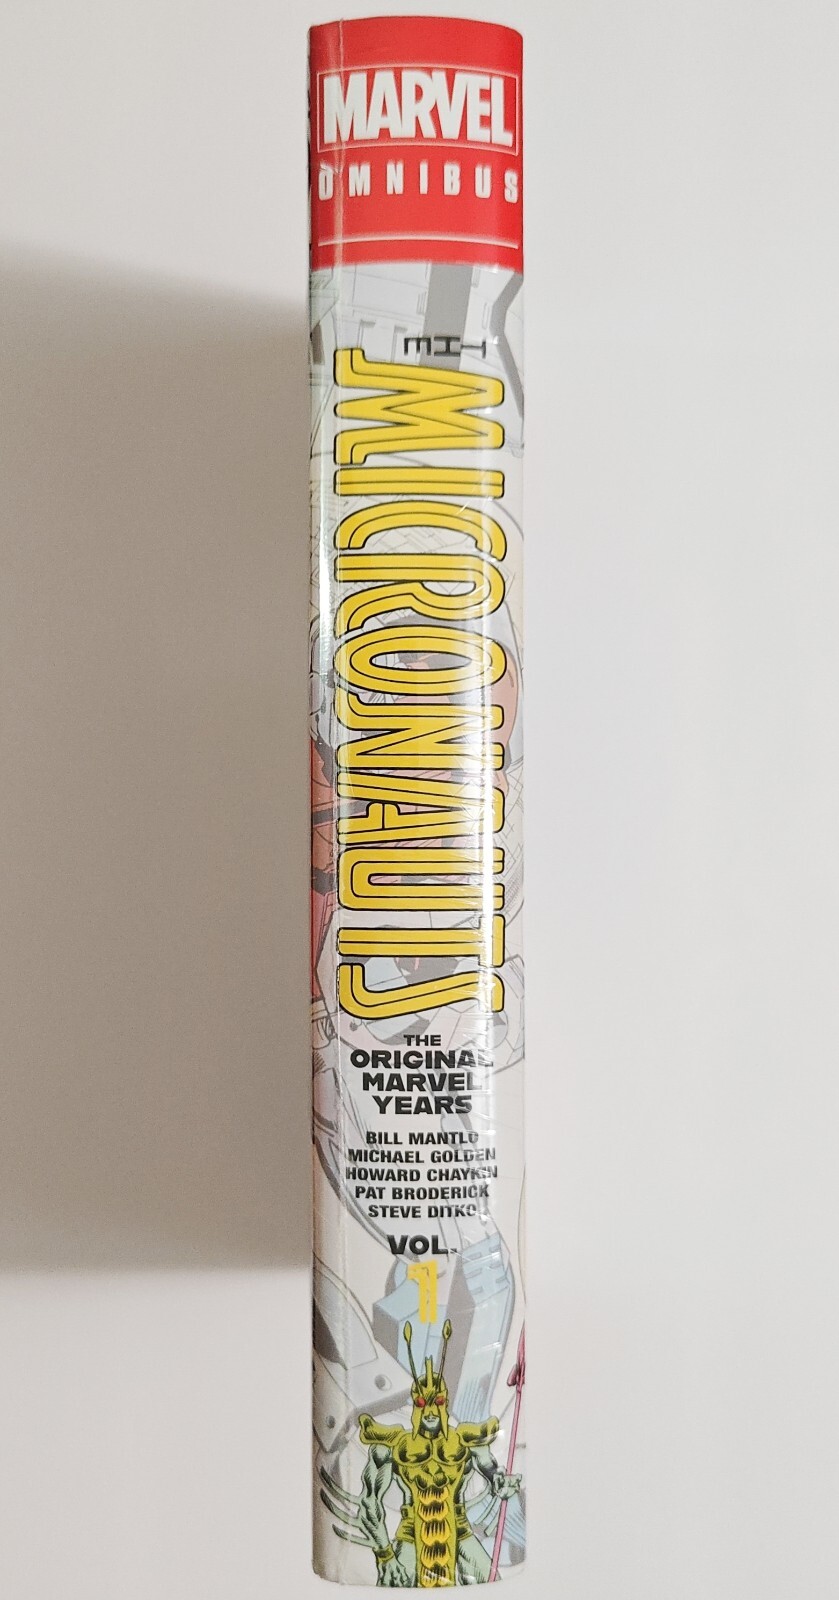 MARVEL
OMNIBUS
THE
MICRONAUTS
THE
ORIGINAL
MARVEL
YEARS
BILL MANTLO
MICHAEL GOLDEN
HOWARD CHAYKIN
PAT BRODERICK
STEVE DITKO
VOL.
1